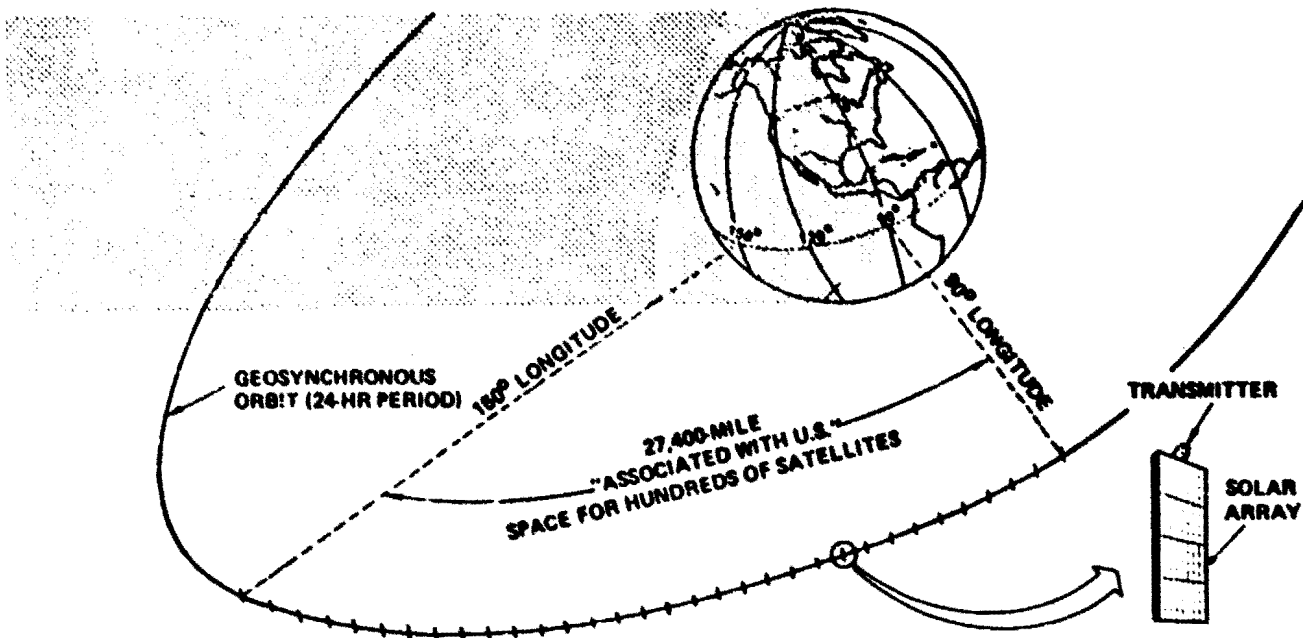 GEOSYNCHRONOUS
ORBIT (24-HR PERIOD)
150° LONGITUDE
90° LONGITUDE
27,400-MILE
"ASSOCIATED WITH U.S."
SPACE FOR HUNDREDS OF SATELLITES
TRANSMITTER
SOLAR
ARRAY